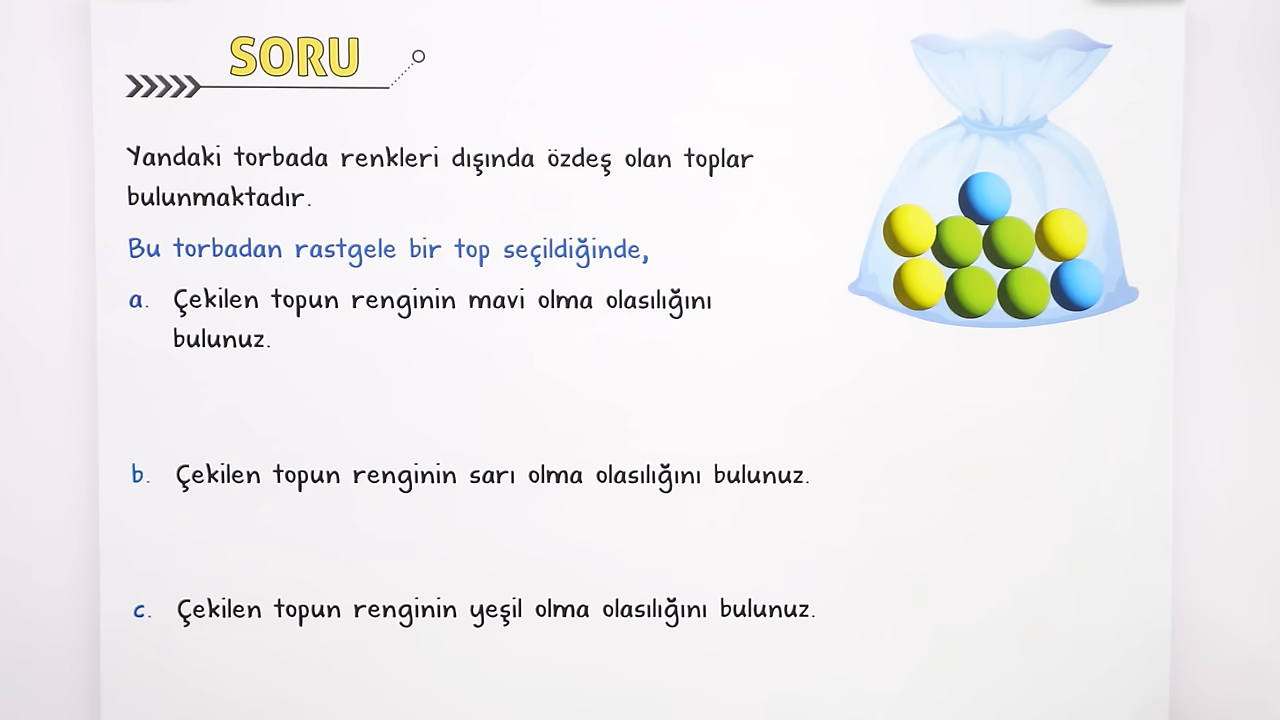 SORU
Yandaki torbada renkleri dışında özdeş olan toplar
bulunmaktadır.
Bu torbadan rastgele bir top seçildiğinde,
a. Çekilen topun renginin mavi olma olasılığını
bulunuz.
b. Çekilen topun renginin sarı olma olasılığını bulunuz.
c. Çekilen topun renginin yeşil olma olasılığını bulunuz.